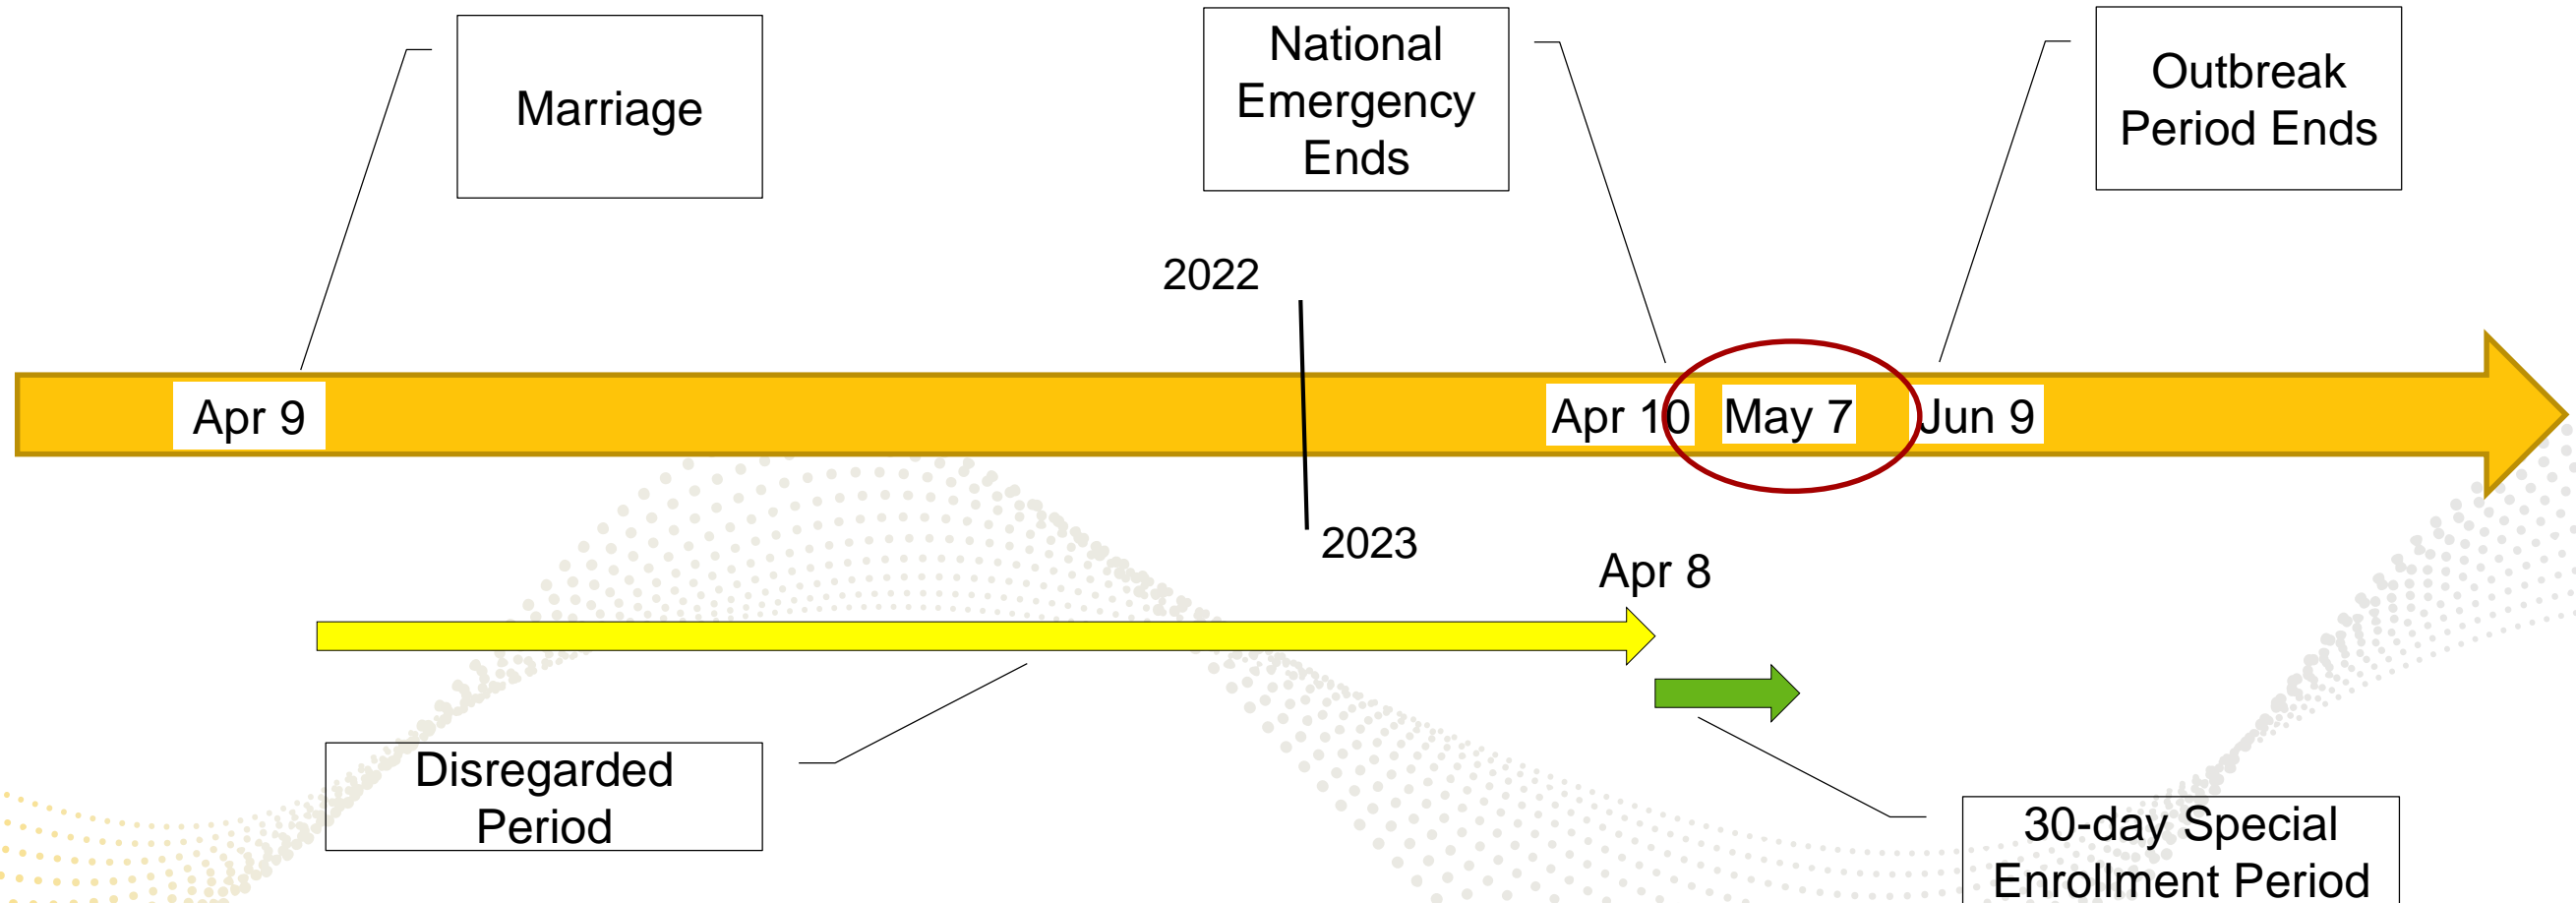 Marriage
National
Emergency
Ends
Outbreak
Period Ends
2022
Apr 9
Apr 10
May 7
Jun 9
2023
Apr 8
Disregarded
Period
30-day Special
Enrollment Period